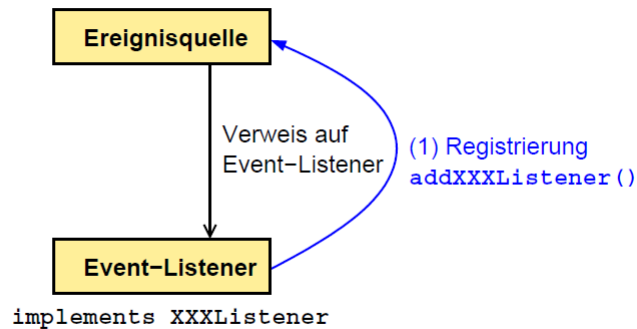 Ereignisquelle
Verweis auf
Event−Listener
(1) Registrierung
addXXXListener()
Event−Listener
implements XXXListener